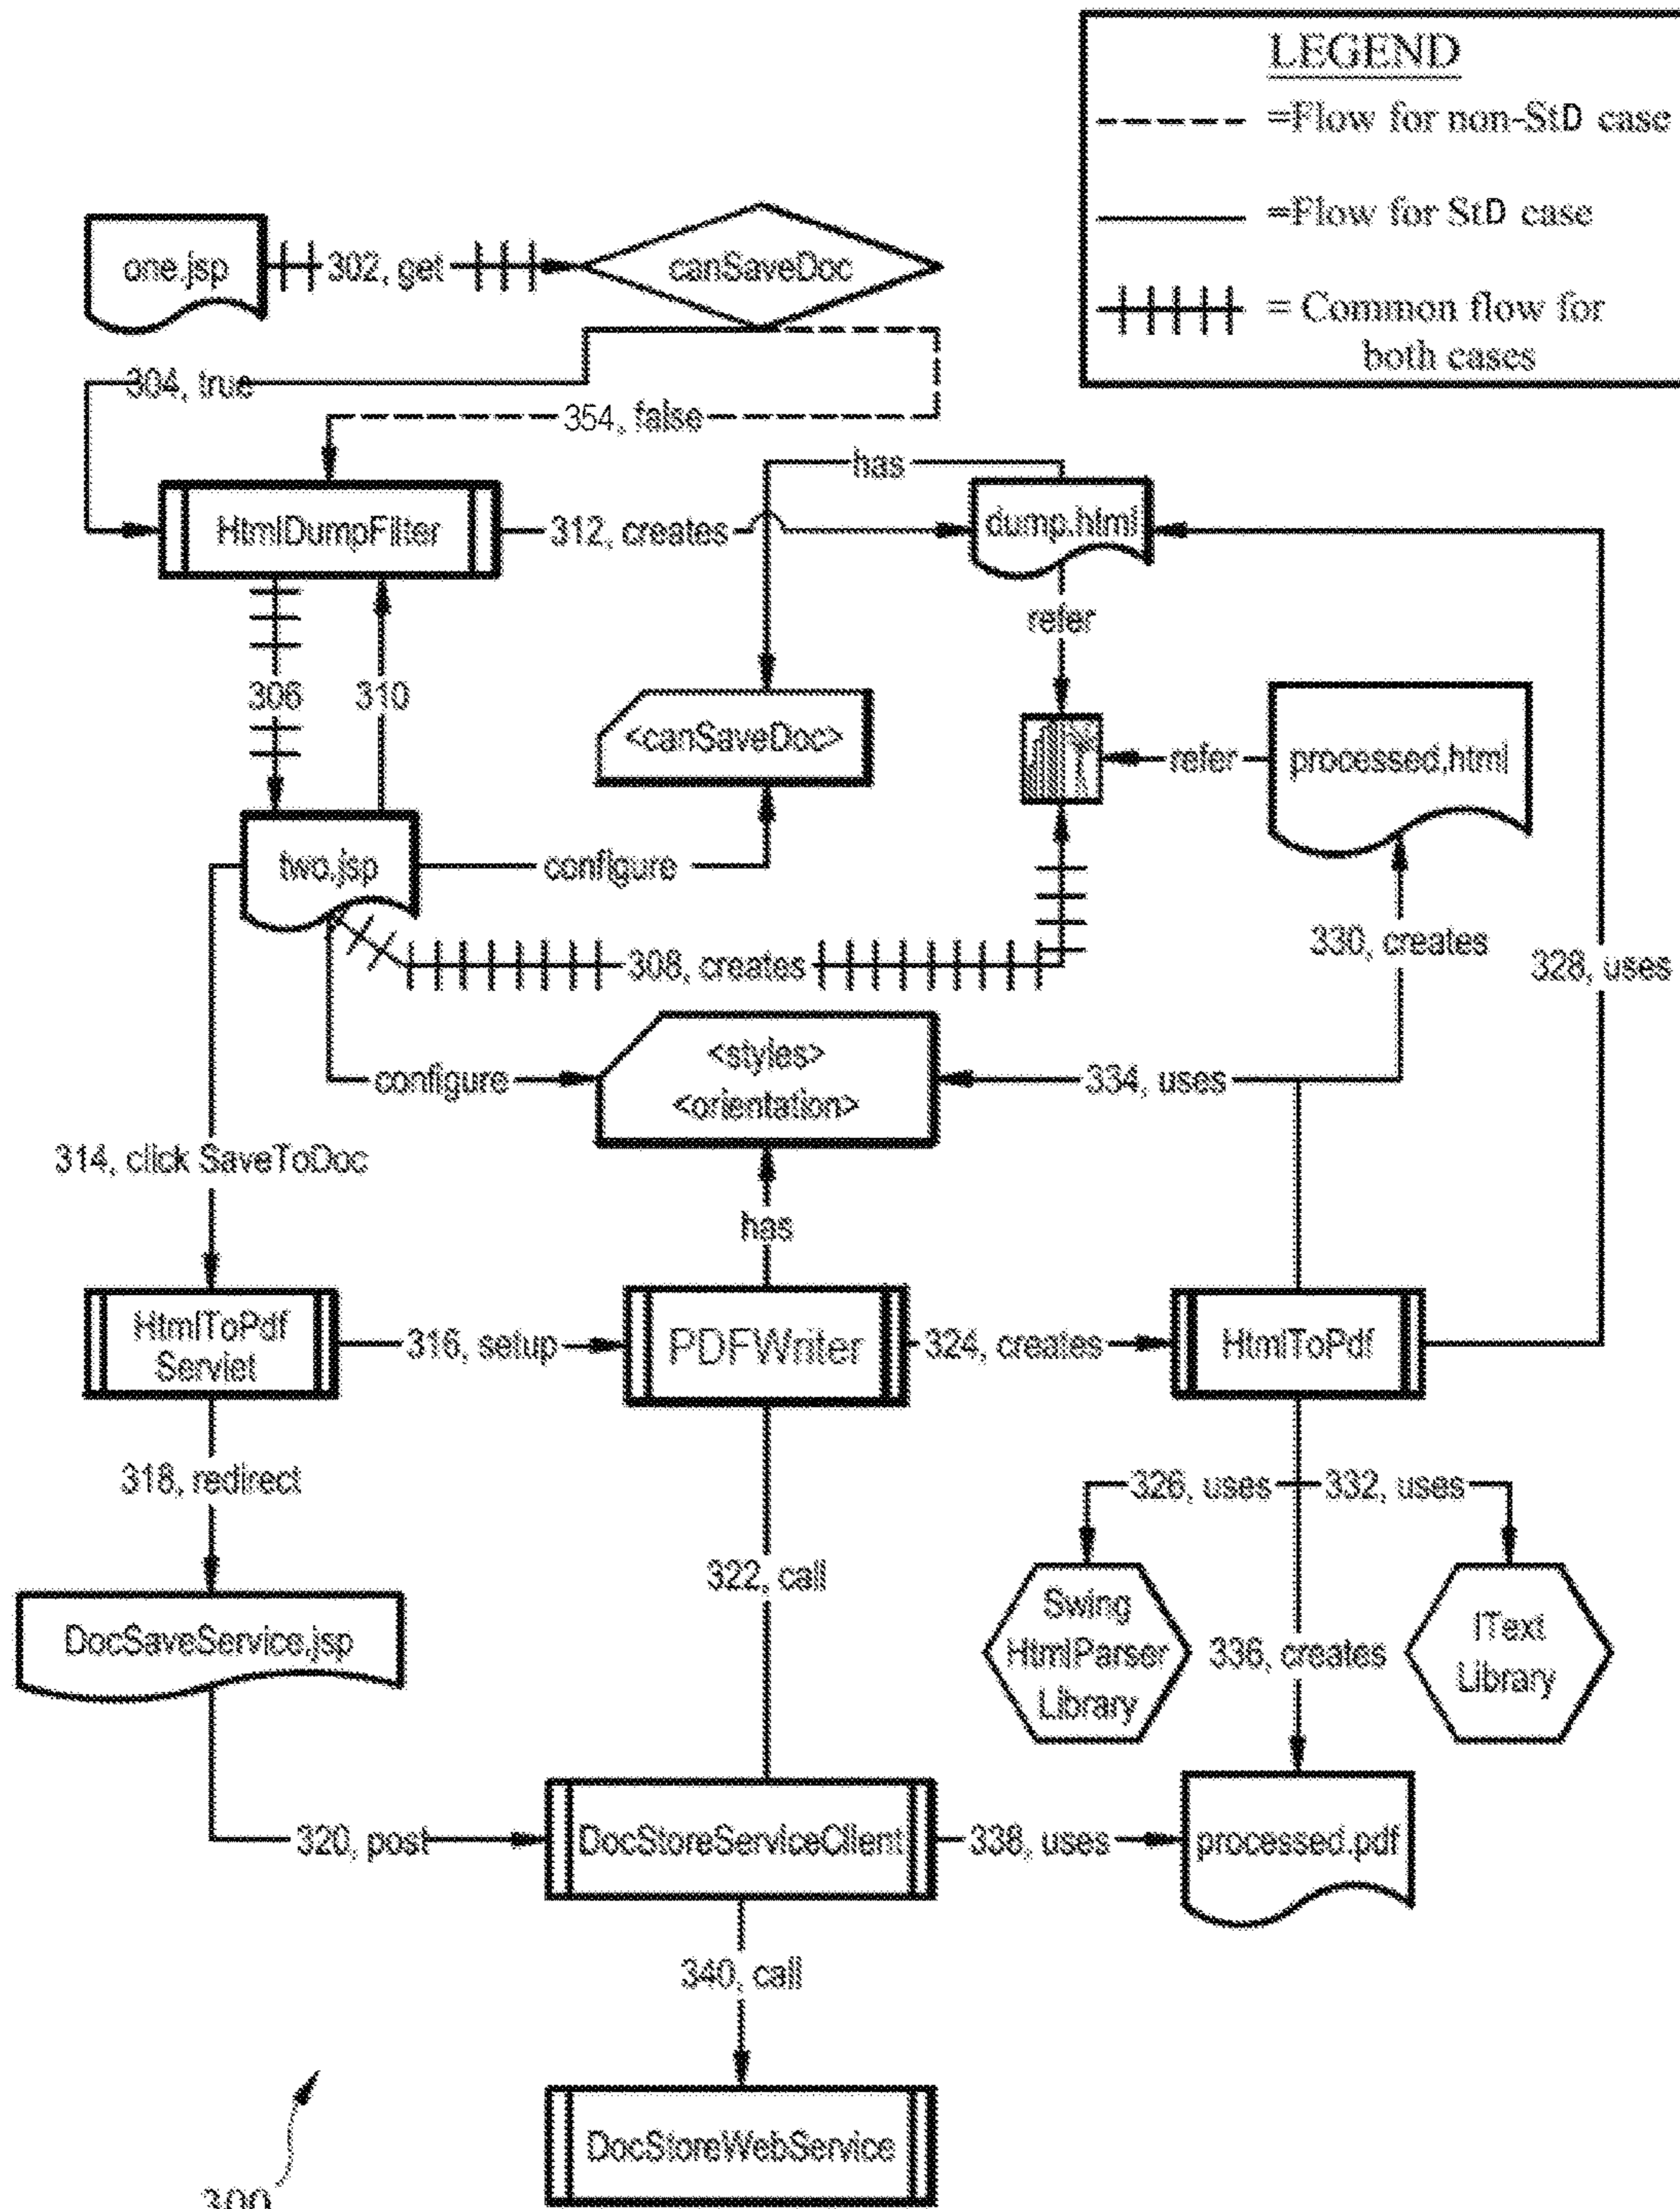 LEGEND
=Flow for non-StD case
=Flow for StD case
= Common flow for
both cases
one.jsp
302, get
canSaveDoc
304, true
354, false
has
HtmlDumpFilter
312, creates
dump.html
refer
306
310
<canSaveDoc>
refer
processed.html
two.jsp
configure
308, creates
330, creates
328, uses
<styles>
<orientation>
configure
334, uses
314, click SaveToDoc
has
HtmlToPdf
Servlet
316, setup
PDFWriter
324, creates
HtmlToPdf
318, redirect
326, uses
332, uses
322, call
Swing
HtmlParser
Library
336, creates
IText
Library
DocSaveService.jsp
320, post
DocStoreServiceClient
338, uses
processed.pdf
340, call
DocStoreWebService
300